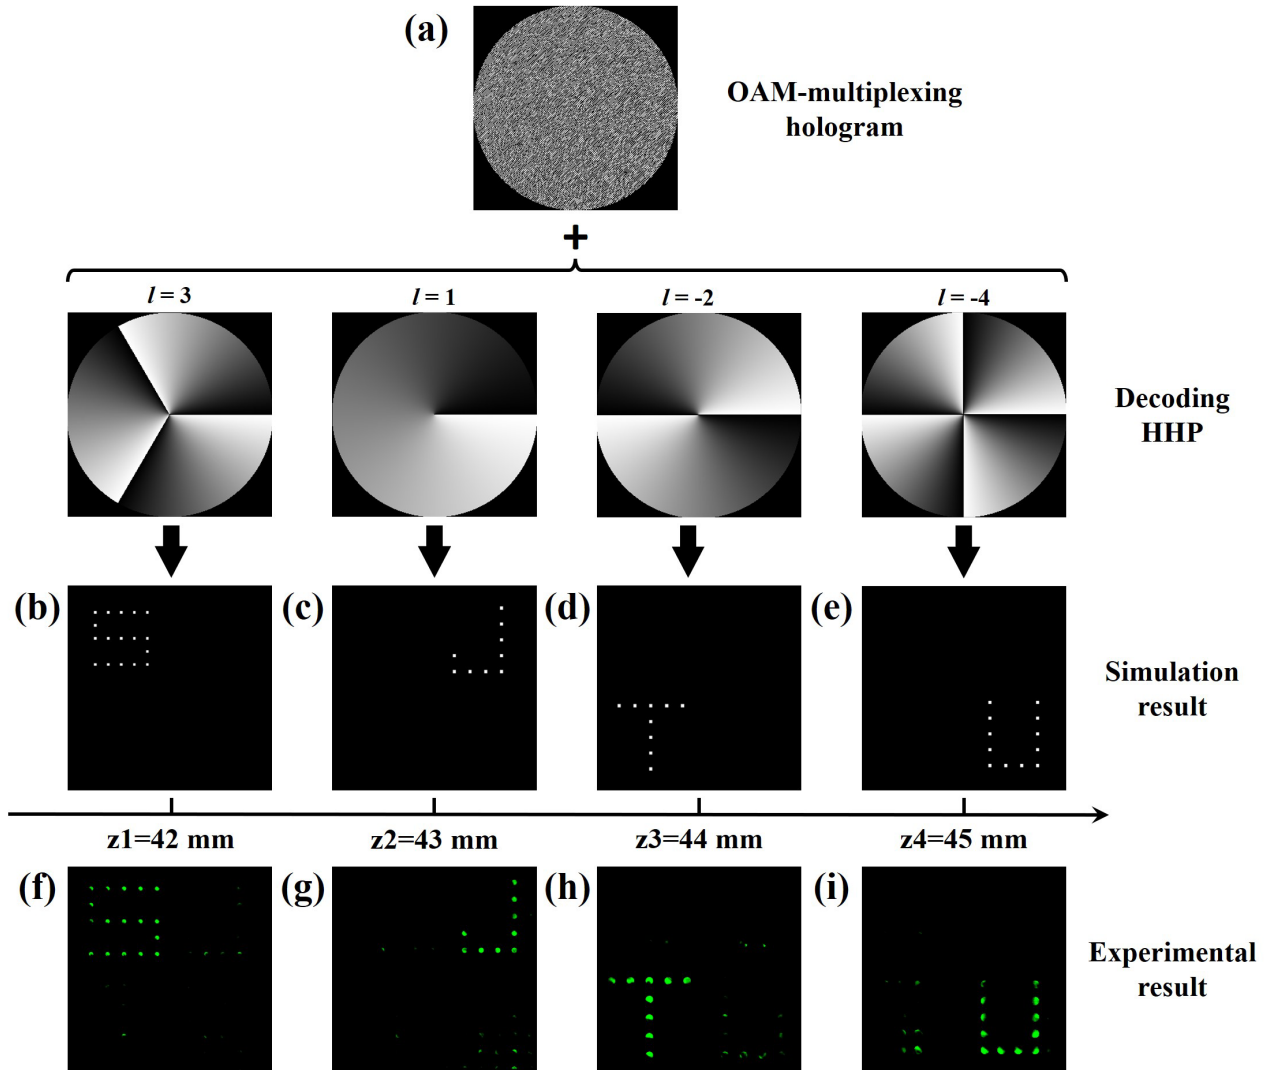 (a)
OAM-multiplexing
hologram
+
l = 3
l = 1
l = -2
l = -4
Decoding
HHP
(b)
(c)
(d)
(e)
S
J
T
U
Simulation
result
z1=42 mm
z2=43 mm
z3=44 mm
z4=45 mm
(f)
(g)
(h)
(i)
S
J
T
U
Experimental
result